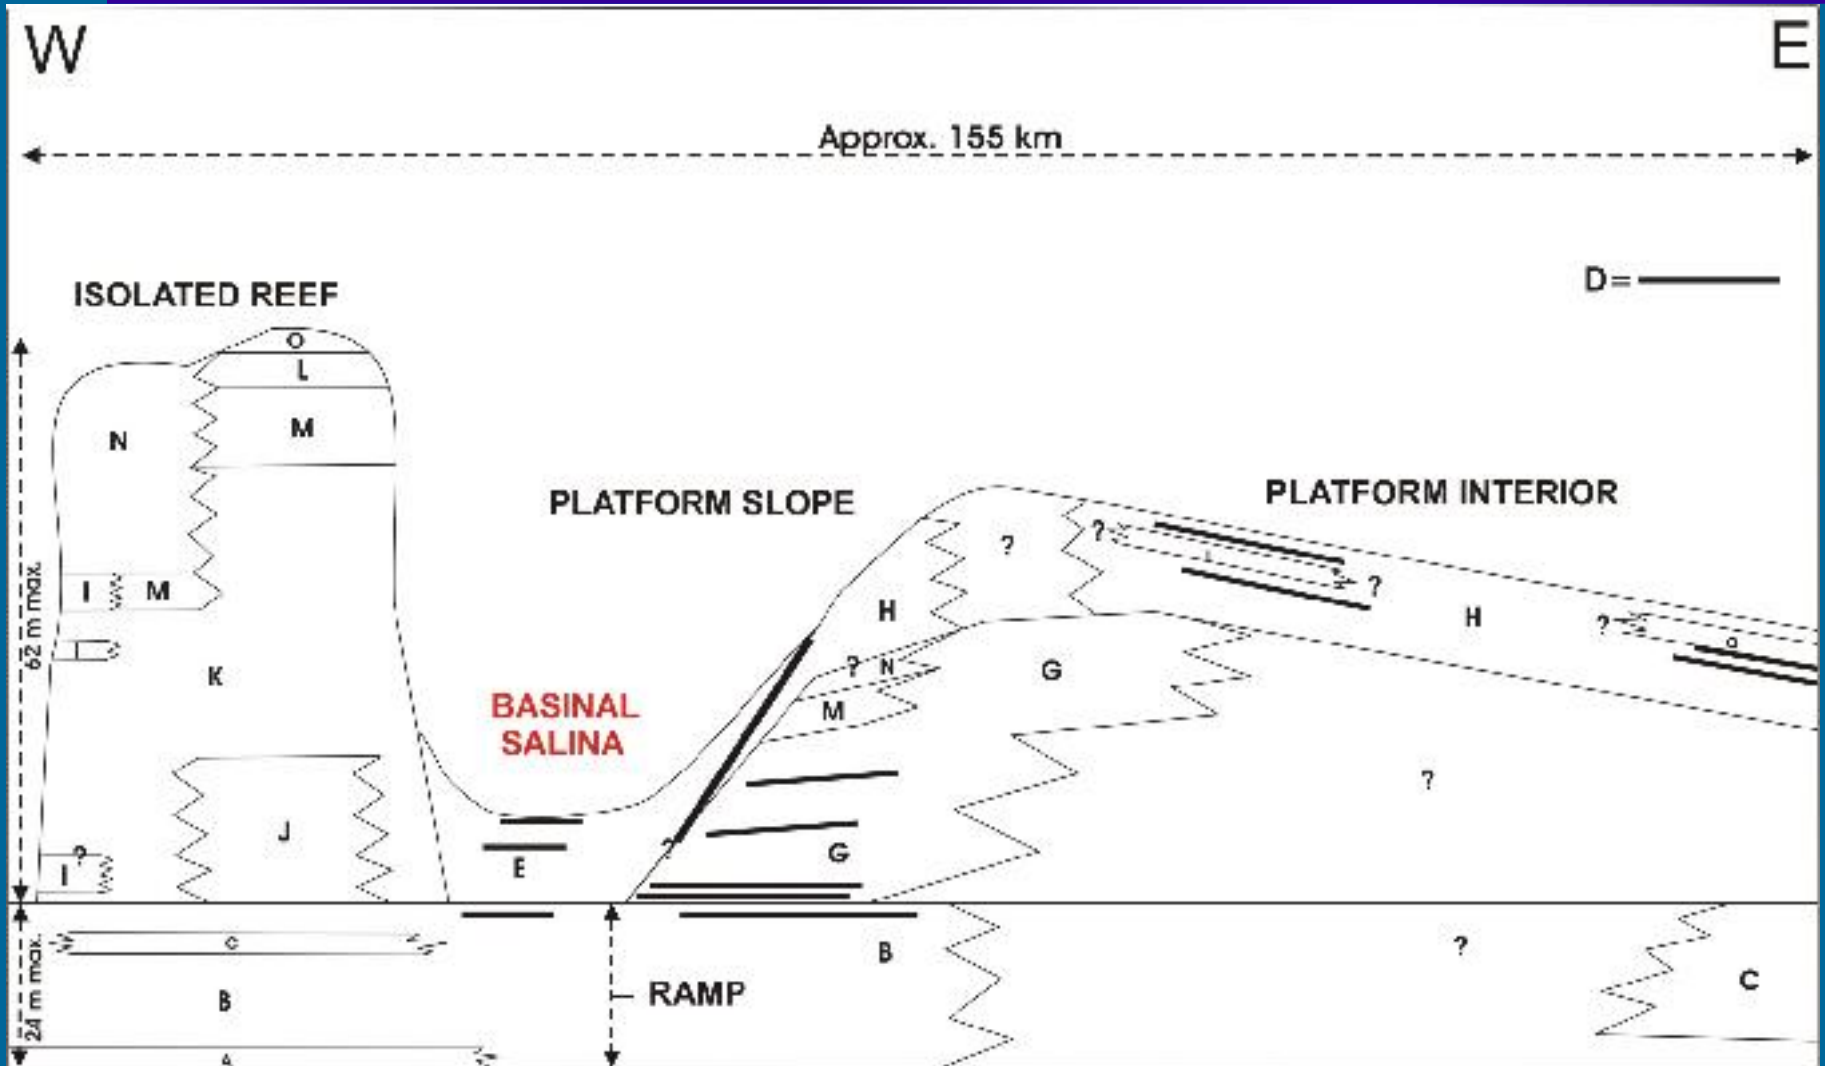 W
E
Approx. 155 km
D=
ISOLATED REEF
O
L
N
M
PLATFORM SLOPE
PLATFORM INTERIOR
?
?
I
?
I
M
62 m max.
H
H
?
I
K
? N
G
O
BASINAL
SALINA
M
?
J
?
G
E
?
I
B
?
C
B
C
24 m max.
RAMP
A